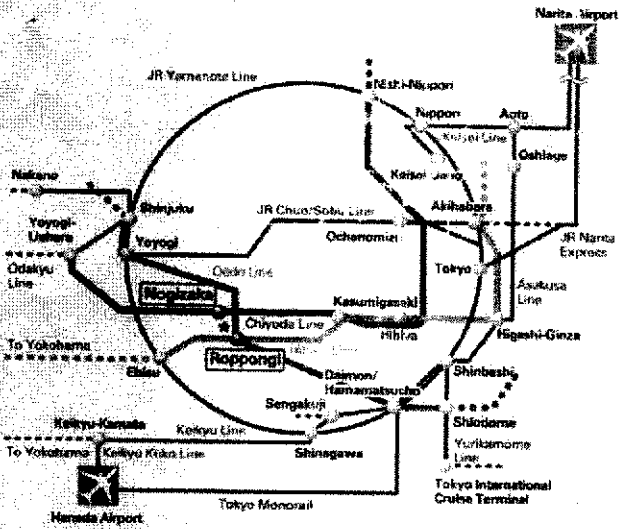 Narita Airport
JR Yamanote Line
Nishi-Nippori
Nippori
Aoto
Keisei Line
Oshiage
Keisei Ueno
Nakano
Shinjuku
JR Chuo/Sobu Line
Akihabara
Yoyogi-
Uehara
Yoyogi
Ochanomizu
JR Narita
Express
Odakyu
Line
Oedo Line
Tokyo
Asakusa
Line
Nogizaka
Kasumigaseki
Chiyoda Line
Hibiya
Higashi-Ginza
To Yokohama
Roppongi
Ebisu
Daimon/
Hamamatsucho
Shinbashi
Sengakuji
Shiodome
Keikyu-Kamata
Keikyu Line
Yurikamome
Line
To Yokohama
Keikyu Kuko Line
Shinagawa
Tokyo International
Cruise Terminal
Haneda Airport
Tokyo Monorail